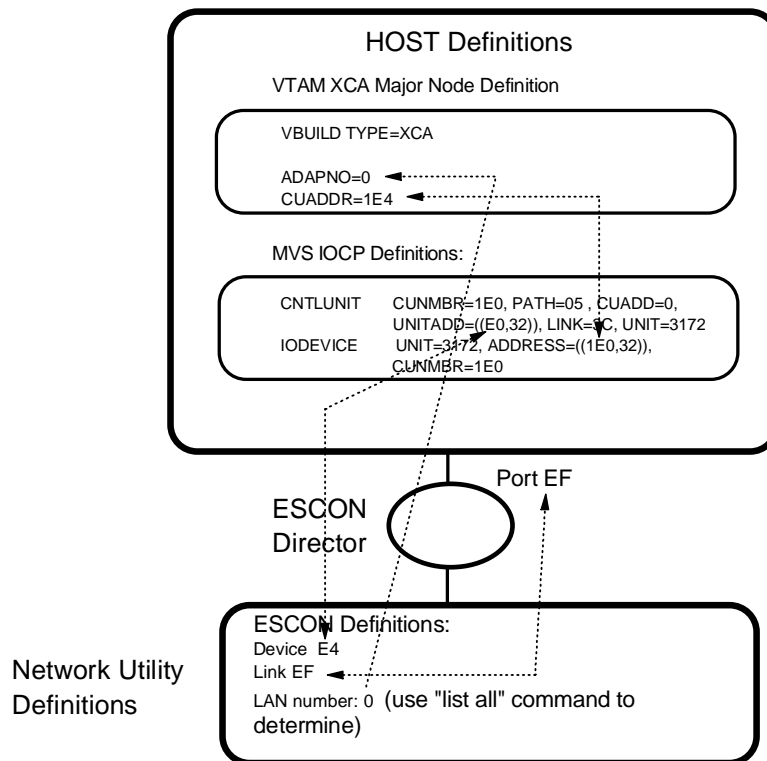 HOST Definitions
VTAM XCA Major Node Definition
VBUILD TYPE=XCA
ADAPNO=0
CUADDR=1E4
MVS IOCP Definitions:
CNTLUNIT CUNMBR=1E0, PATH=05 , CUADD=0,
UNITADD=((E0,32)), LINK=3C, UNIT=3172
IODEVICE UNIT=3172, ADDRESS=((1E0,32)),
CUNMBR=1E0
Port EF
ESCON
Director
ESCON Definitions:
Device E4
Link EF
LAN number: 0 (use "list all" command to
determine)
Network Utility
Definitions